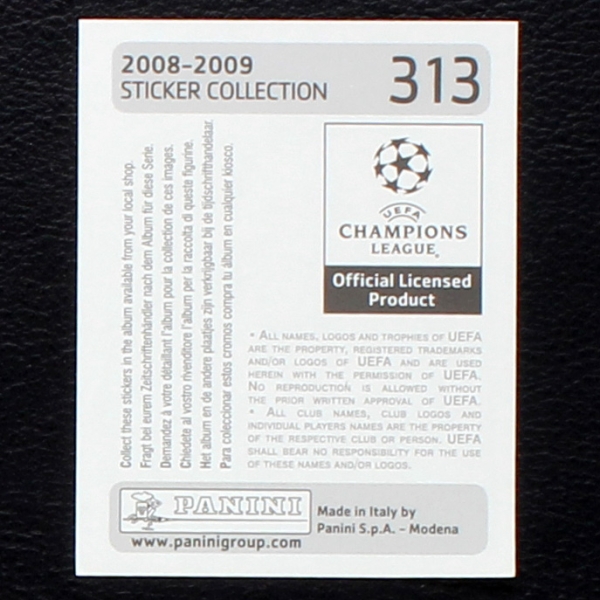 2008-2009
STICKER COLLECTION
313
Collect these stickers in the album available from your local shop.
Fragt bei eurem Zeitschriftenhändler nach dem Album für diese Serie.
Demandez à votre détaillant l'album pour la collection de ces images.
Chiedete al vostro rivenditore l'album per la raccolta di queste figurine.
Het album en de andere plaatjes zijn verkrijgbaar bij de tijdschrifthandelaar.
Para coleccionar estos cromos compra tu álbum en cualquier kiosco.
UEFA
CHAMPIONS
LEAGUE®
Official Licensed
Product
* ALL NAMES, LOGOS AND TROPHIES OF UEFA
ARE THE PROPERTY, REGISTERED TRADEMARKS
AND/OR LOGOS OF UEFA AND ARE USED
HEREIN WITH THE PERMISSION OF UEFA.
NO REPRODUCTION IS ALLOWED WITHOUT
THE PRIOR WRITTEN APPROVAL OF UEFA.
* ALL CLUB NAMES, CLUB LOGOS AND
INDIVIDUAL PLAYERS NAMES ARE THE PROPERTY
OF THE RESPECTIVE CLUB OR PERSON. UEFA
SHALL BEAR NO RESPONSIBILITY FOR THE USE
OF THESE NAMES AND/OR LOGOS.
PANINI
www.paninigroup.com
Made in Italy by
Panini S.p.A. - Modena